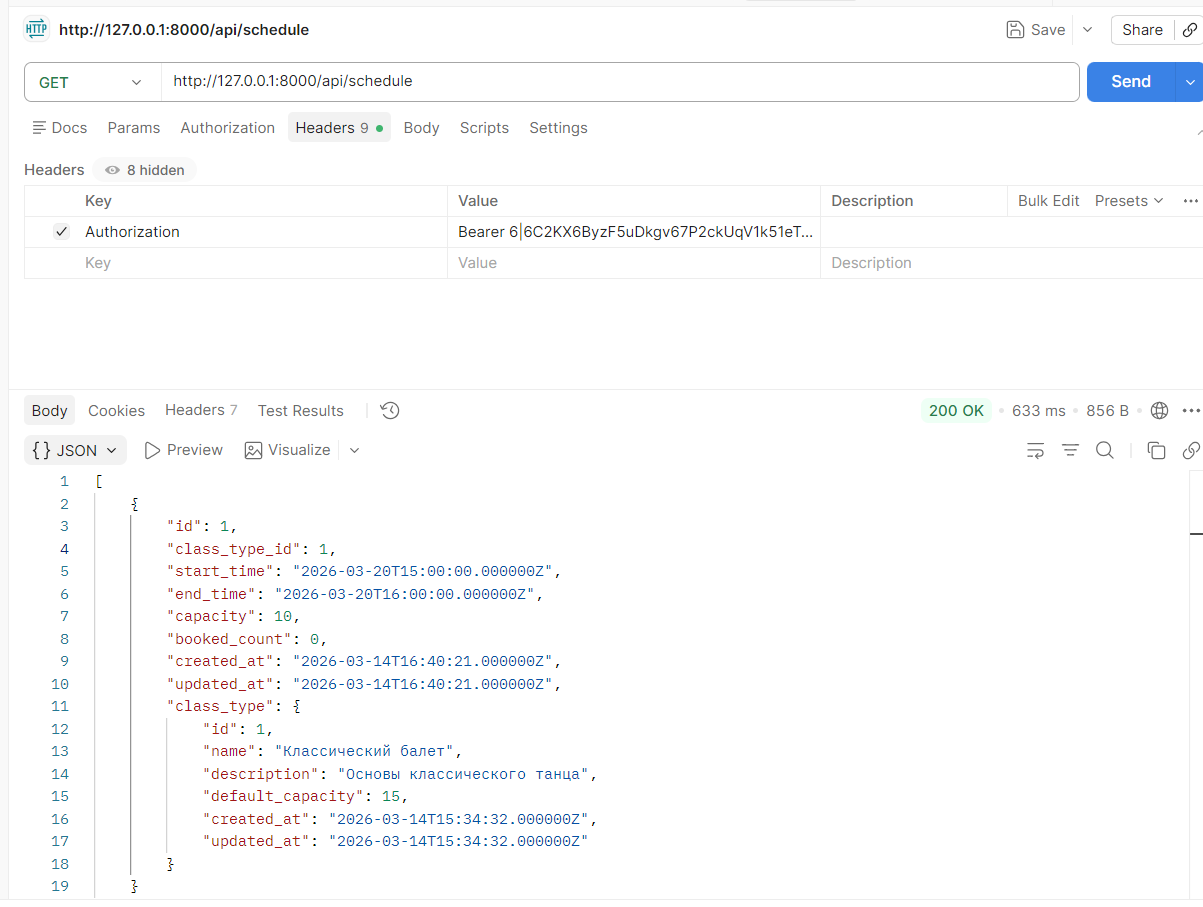 HTTP http://127.0.0.1:8000/api/schedule Save Share
GET http://127.0.0.1:8000/api/schedule Send
Docs Params Authorization Headers 9 Body Scripts Settings
Headers 8 hidden
Key Value Description Bulk Edit Presets
Authorization Bearer 6|6C2KX6ByzF5uDkgv67P2ckUqV1k51eT...
Key Value Description
Body Cookies Headers 7 Test Results 200 OK 633 ms 856 B
{} JSON Preview Visualize
1 [
2 {
3 "id": 1,
4 "class_type_id": 1,
5 "start_time": "2026-03-20T15:00:00.000000Z",
6 "end_time": "2026-03-20T16:00:00.000000Z",
7 "capacity": 10,
8 "booked_count": 0,
9 "created_at": "2026-03-14T16:40:21.000000Z",
10 "updated_at": "2026-03-14T16:40:21.000000Z",
11 "class_type": {
12 "id": 1,
13 "name": "Классический балет",
14 "description": "Основы классического танца",
15 "default_capacity": 15,
16 "created_at": "2026-03-14T15:34:32.000000Z",
17 "updated_at": "2026-03-14T15:34:32.000000Z"
18 }
19 }